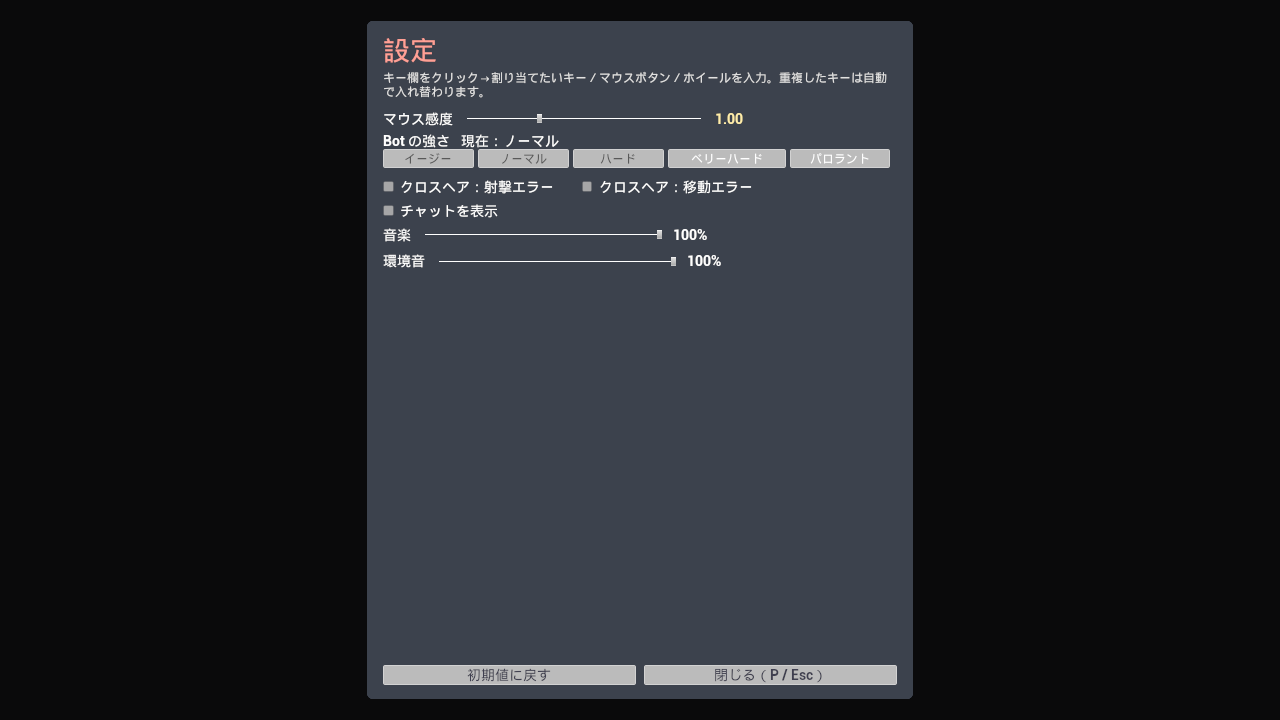 設定
キー欄をクリック→割り当てたいキー / マウスボタン / ホイールを入力。重複したキーは自動
で入れ替わります。
マウス感度 1.00
Bot の強さ 現在：ノーマル
イージー ノーマル ハード ベリーハード バロラント
クロスヘア：射撃エラー クロスヘア：移動エラー
チャットを表示
音楽 100%
環境音 100%
初期値に戻す 閉じる（P / Esc）